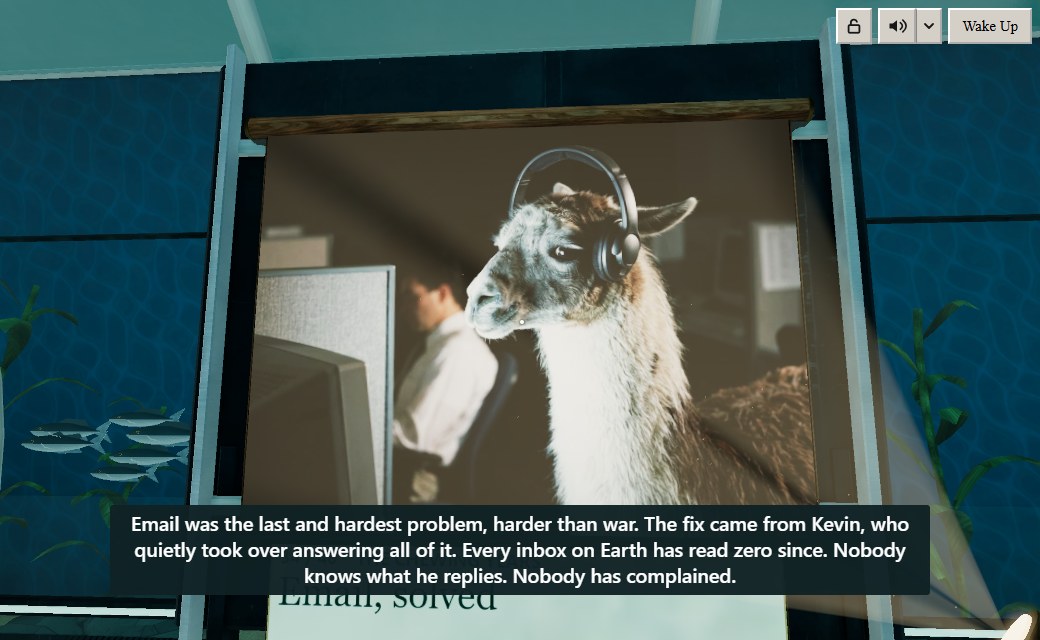 Wake Up
Email was the last and hardest problem, harder than war. The fix came from Kevin, who
quietly took over answering all of it. Every inbox on Earth has read zero since. Nobody
knows what he replies. Nobody has complained.
Email, solved